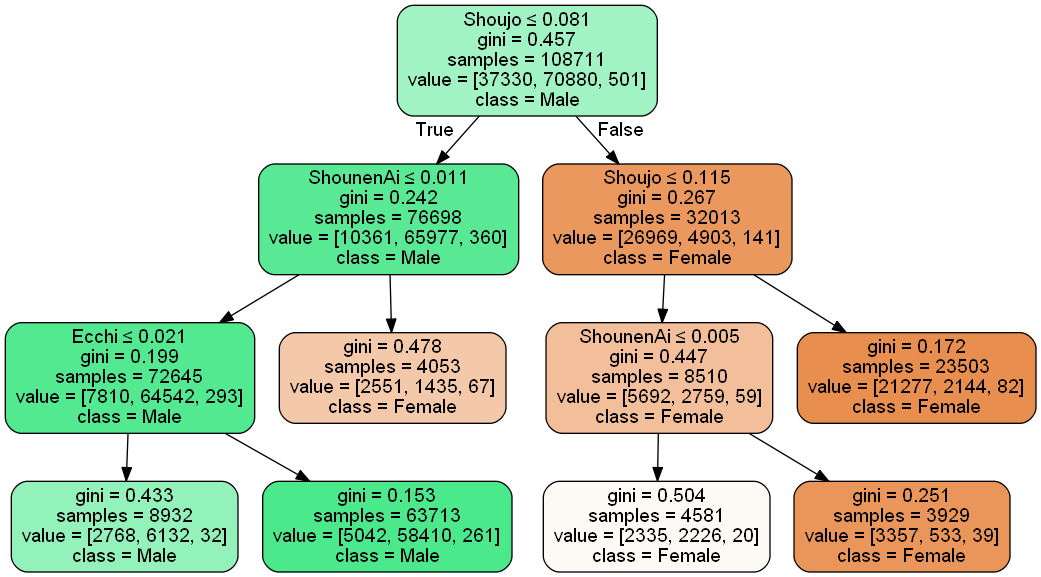 Shoujo ≤ 0.081
gini = 0.457
samples = 108711
value = [37330, 70880, 501]
class = Male
True
False
ShounenAi ≤ 0.011
gini = 0.242
samples = 76698
value = [10361, 65977, 360]
class = Male
Shoujo ≤ 0.115
gini = 0.267
samples = 32013
value = [26969, 4903, 141]
class = Female
Ecchi ≤ 0.021
gini = 0.199
samples = 72645
value = [7810, 64542, 293]
class = Male
gini = 0.478
samples = 4053
value = [2551, 1435, 67]
class = Female
ShounenAi ≤ 0.005
gini = 0.447
samples = 8510
value = [5692, 2759, 59]
class = Female
gini = 0.172
samples = 23503
value = [21277, 2144, 82]
class = Female
gini = 0.433
samples = 8932
value = [2768, 6132, 32]
class = Male
gini = 0.153
samples = 63713
value = [5042, 58410, 261]
class = Male
gini = 0.504
samples = 4581
value = [2335, 2226, 20]
class = Female
gini = 0.251
samples = 3929
value = [3357, 533, 39]
class = Female